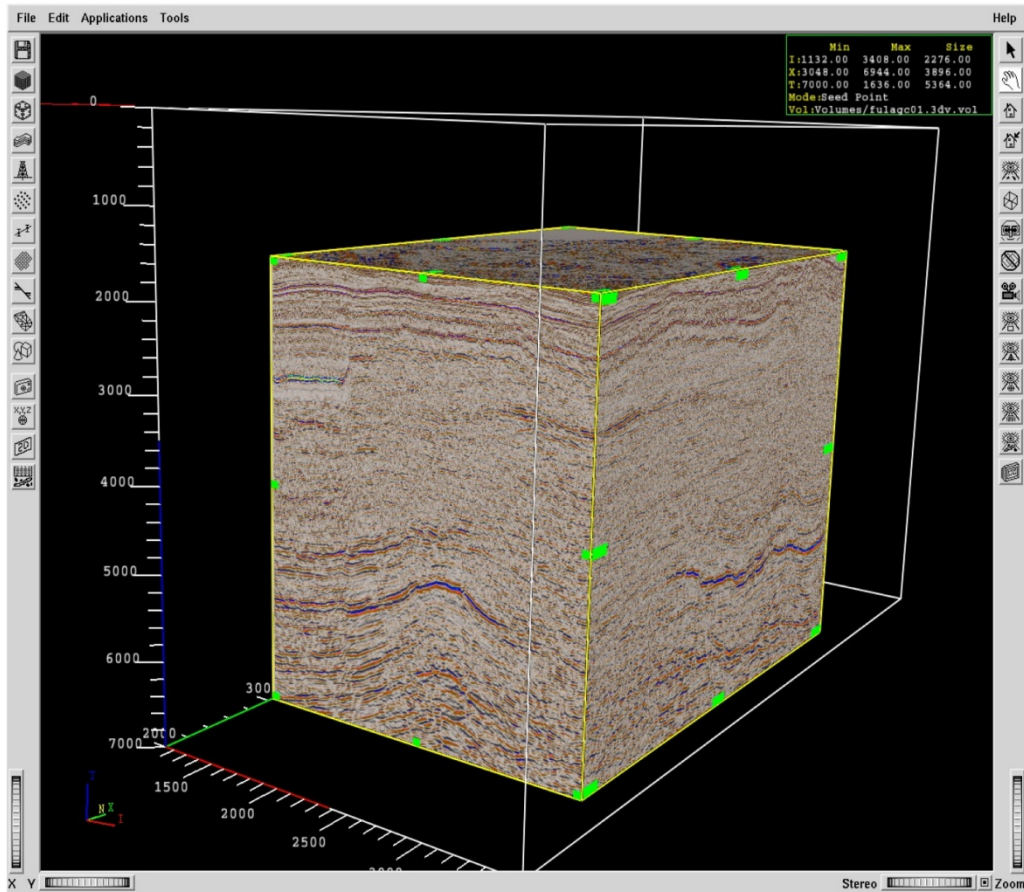 File Edit Applications Tools Help
Min Max Size
I:1132.00 3408.00 2276.00
X:3048.00 6944.00 3896.00
T:7000.00 1636.00 5364.00
Mode:Seed Point
Vol:Volumes/fulagc01.3dv.vol
0
1000
2000
3000
4000
5000
6000
7000
300
2000
1500
2000
2500
X,Y,Z
2D
T
N X
I
X Y Stereo Zoom